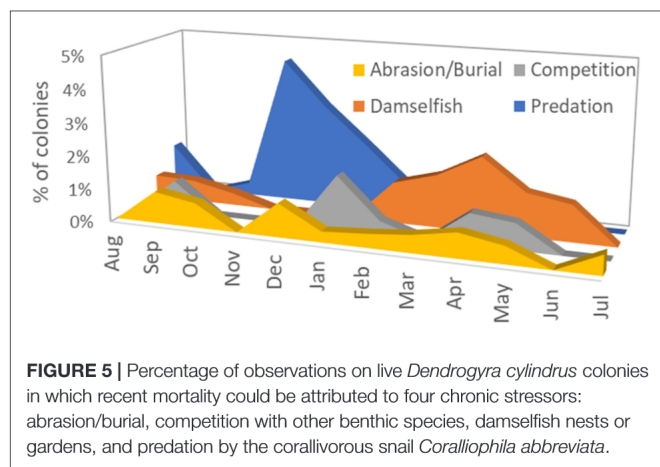 5%
4%
3%
2%
1%
0%
% of colonies
Abrasion/Burial
Competition
Damselfish
Predation
Aug
Sep
Oct
Nov
Dec
Jan
Feb
Mar
Apr
May
Jun
Jul
FIGURE 5 | Percentage of observations on live Dendrogyra cylindrus colonies
in which recent mortality could be attributed to four chronic stressors:
abrasion/burial, competition with other benthic species, damselfish nests or
gardens, and predation by the corallivorous snail Coralliophila abbreviata.